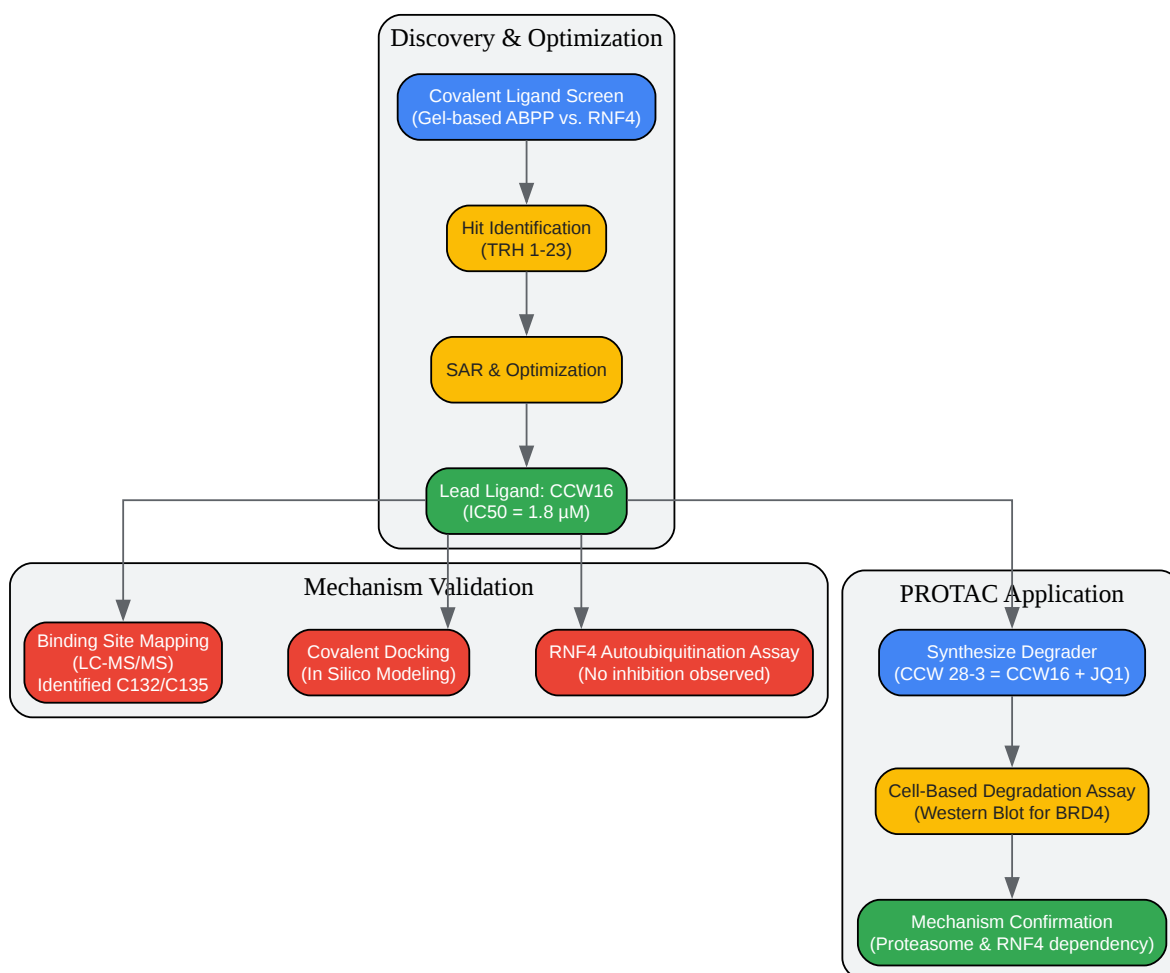 Discovery & Optimization
Covalent Ligand Screen
(Gel-based ABPP vs. RNF4)
Hit Identification
(TRH 1-23)
SAR & Optimization
Lead Ligand: CCW16
(IC50 = 1.8 µM)
Mechanism Validation
Binding Site Mapping
(LC-MS/MS)
Identified C132/C135
Covalent Docking
(In Silico Modeling)
RNF4 Autoubiquitination Assay
(No inhibition observed)
PROTAC Application
Synthesize Degrader
(CCW 28-3 = CCW16 + JQ1)
Cell-Based Degradation Assay
(Western Blot for BRD4)
Mechanism Confirmation
(Proteasome & RNF4 dependency)